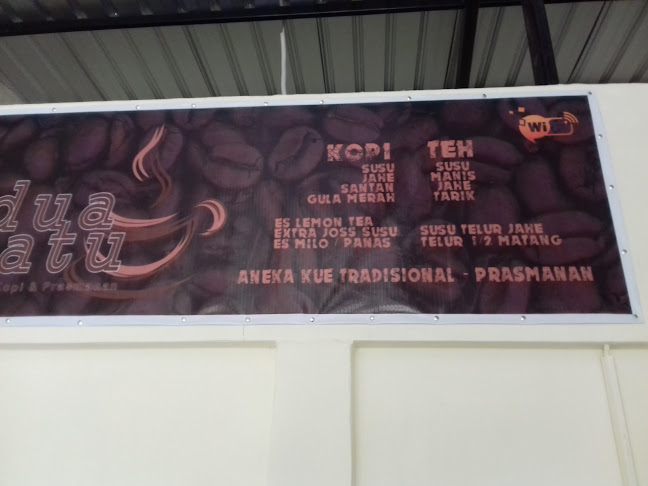 dua
atu
Kopi & Prasmanan
KOPI
SUSU
JAHE
SANTAN
GULA MERAH
TEH
SUSU
MANIS
JAHE
TARIK
ES LEMON TEA
EXTRA JOSS SUSU
ES MILO / PANAS
SUSU TELUR JAHE
TELUR 1/2 MATANG
ANEKA KUE TRADISIONAL - PRASMANAN